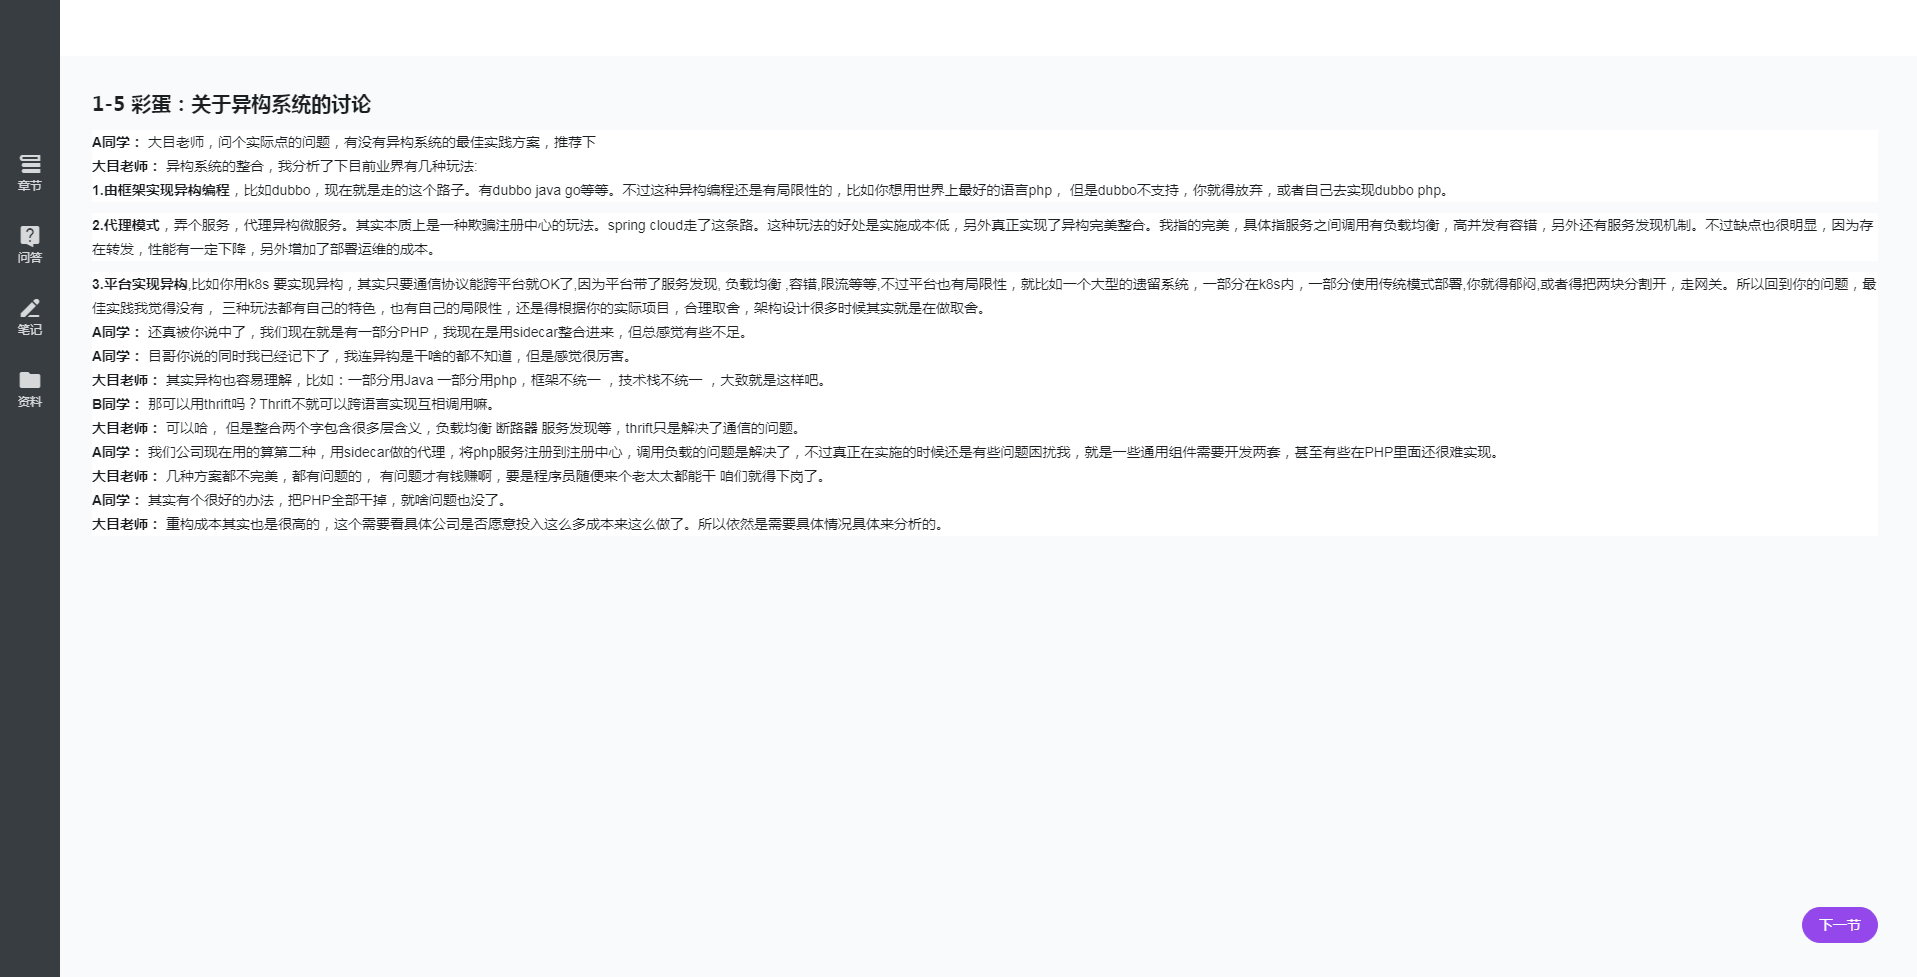 章节
问答
笔记
资料
1-5 彩蛋：关于异构系统的讨论
A同学： 大目老师，问个实际点的问题，有没有异构系统的最佳实践方案，推荐下
大目老师： 异构系统的整合，我分析了下目前业界有几种玩法:
1.由框架实现异构编程，比如dubbo，现在就是走的这个路子。有dubbo java go等等。不过这种异构编程还是有局限性的，比如你想用世界上最好的语言php， 但是dubbo不支持，你就得放弃，或者自己去实现dubbo php。
2.代理模式，弄个服务，代理异构微服务。其实本质上是一种欺骗注册中心的玩法。spring cloud走了这条路。这种玩法的好处是实施成本低，另外真正实现了异构完美整合。我指的完美，具体指服务之间调用有负载均衡，高并发有容错，另外还有服务发现机制。不过缺点也很明显，因为存
在转发，性能有一定下降，另外增加了部署运维的成本。
3.平台实现异构,比如你用k8s 要实现异构，其实只要通信协议能跨平台就OK了,因为平台带了服务发现, 负载均衡 ,容错,限流等等,不过平台也有局限性，就比如一个大型的遗留系统，一部分在k8s内，一部分使用传统模式部署,你就得郁闷,或者得把两块分割开，走网关。所以回到你的问题，最
佳实践我觉得没有， 三种玩法都有自己的特色，也有自己的局限性，还是得根据你的实际项目，合理取舍，架构设计很多时候其实就是在做取舍。
A同学： 还真被你说中了，我们现在就是有一部分PHP，我现在是用sidecar整合进来，但总感觉有些不足。
A同学： 目哥你说的同时我已经记下了，我连异钩是干啥的都不知道，但是感觉很厉害。
大目老师： 其实异构也容易理解，比如：一部分用Java 一部分用php，框架不统一 ，技术栈不统一 ，大致就是这样吧。
B同学： 那可以用thrift吗？Thrift不就可以跨语言实现互相调用嘛。
大目老师： 可以哈， 但是整合两个字包含很多层含义，负载均衡 断路器 服务发现等，thrift只是解决了通信的问题。
A同学： 我们公司现在用的算第二种，用sidecar做的代理，将php服务注册到注册中心，调用负载的问题是解决了，不过真正在实施的时候还是有些问题困扰我，就是一些通用组件需要开发两套，甚至有些在PHP里面还很难实现。
大目老师： 几种方案都不完美，都有问题的， 有问题才有钱赚啊，要是程序员随便来个老太太都能干 咱们就得下岗了。
A同学： 其实有个很好的办法，把PHP全部干掉，就啥问题也没了。
大目老师： 重构成本其实也是很高的，这个需要看具体公司是否愿意投入这么多成本来这么做了。所以依然是需要具体情况具体来分析的。
下一节